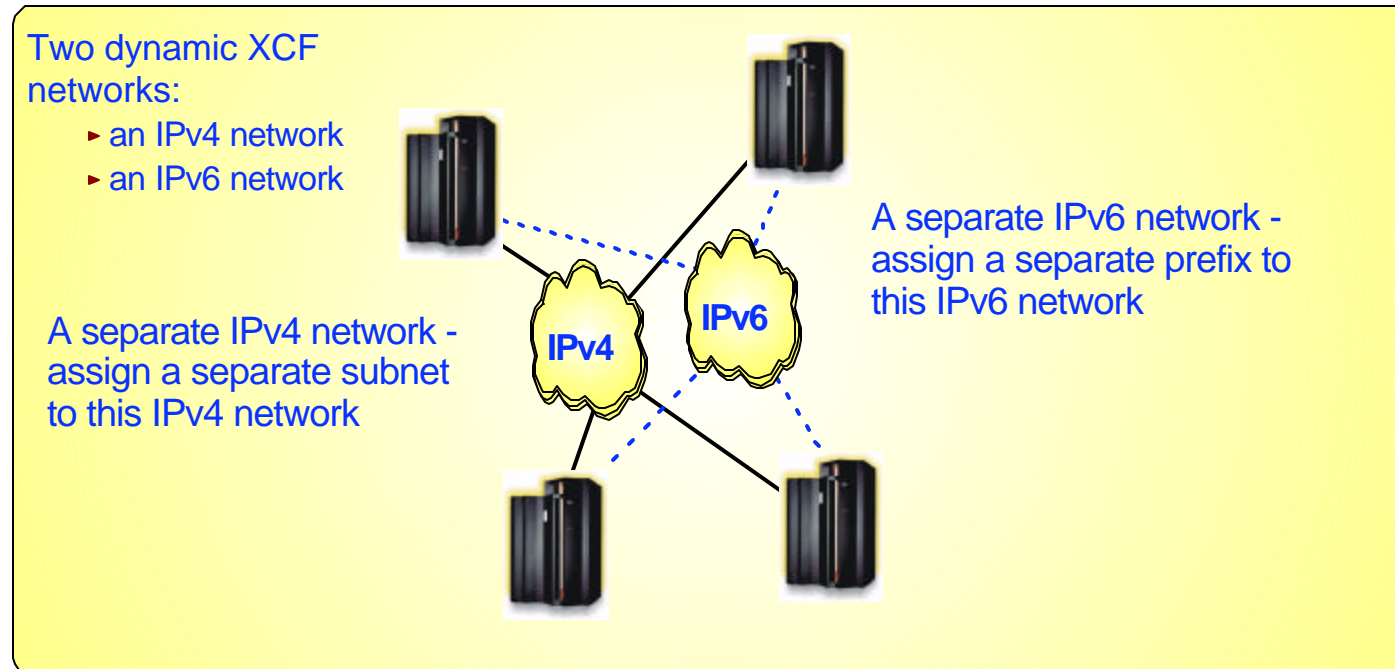 Two dynamic XCF
networks:
► an IPv4 network
► an IPv6 network
A separate IPv6 network -
assign a separate prefix to
this IPv6 network
IPv6
IPv4
A separate IPv4 network -
assign a separate subnet
to this IPv4 network